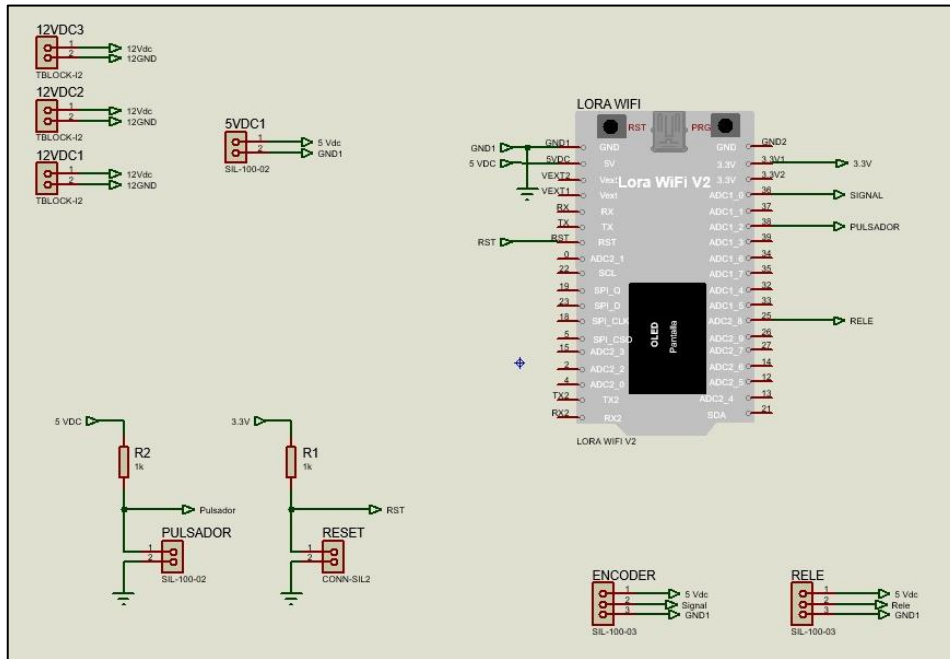 12VDC3
1
12Vdc
2
12GND
TBLOCK-I2
12VDC2
1
12Vdc
2
12GND
TBLOCK-I2
12VDC1
1
12Vdc
2
12GND
TBLOCK-I2
5VDC1
1
5 Vdc
2
GND1
SIL-100-02
LORA WIFI
RST
PRG
Lora WiFi V2
GND1
GND1
GND
5 VDC
5VDC
5V
VEXT2
Vext
VEXT1
Vext
RX
RX
TX
TX
RST
RST
RST
0
ADC2_1
22
SCL
19
SPI_Q
23
SPI_D
18
SPI_CLK
5
SPI_CSO
15
ADC2_3
2
ADC2_2
4
ADC2_0
TX2
TX2
RX2
RX2
GND
GND2
3.3V
3.3V1
3.3V
3.3V
3.3V2
ADC1_0
36
SIGNAL
ADC1_1
37
ADC1_2
38
PULSADOR
ADC1_3
39
ADC1_6
34
ADC1_7
35
ADC1_4
32
ADC1_5
33
ADC2_8
25
RELE
ADC2_9
26
ADC2_7
27
ADC2_6
14
ADC2_5
12
ADC2_4
13
SDA
21
OLED
Pantalla
LORA WIFI V2
5 VDC
R2
1k
Pulsador
PULSADOR
1
2
SIL-100-02
3.3V
R1
1k
RST
RESET
1
2
CONN-SIL2
ENCODER
1
5 Vdc
2
Signal
3
GND1
SIL-100-03
RELE
1
5 Vdc
2
Rele
3
GND1
SIL-100-03